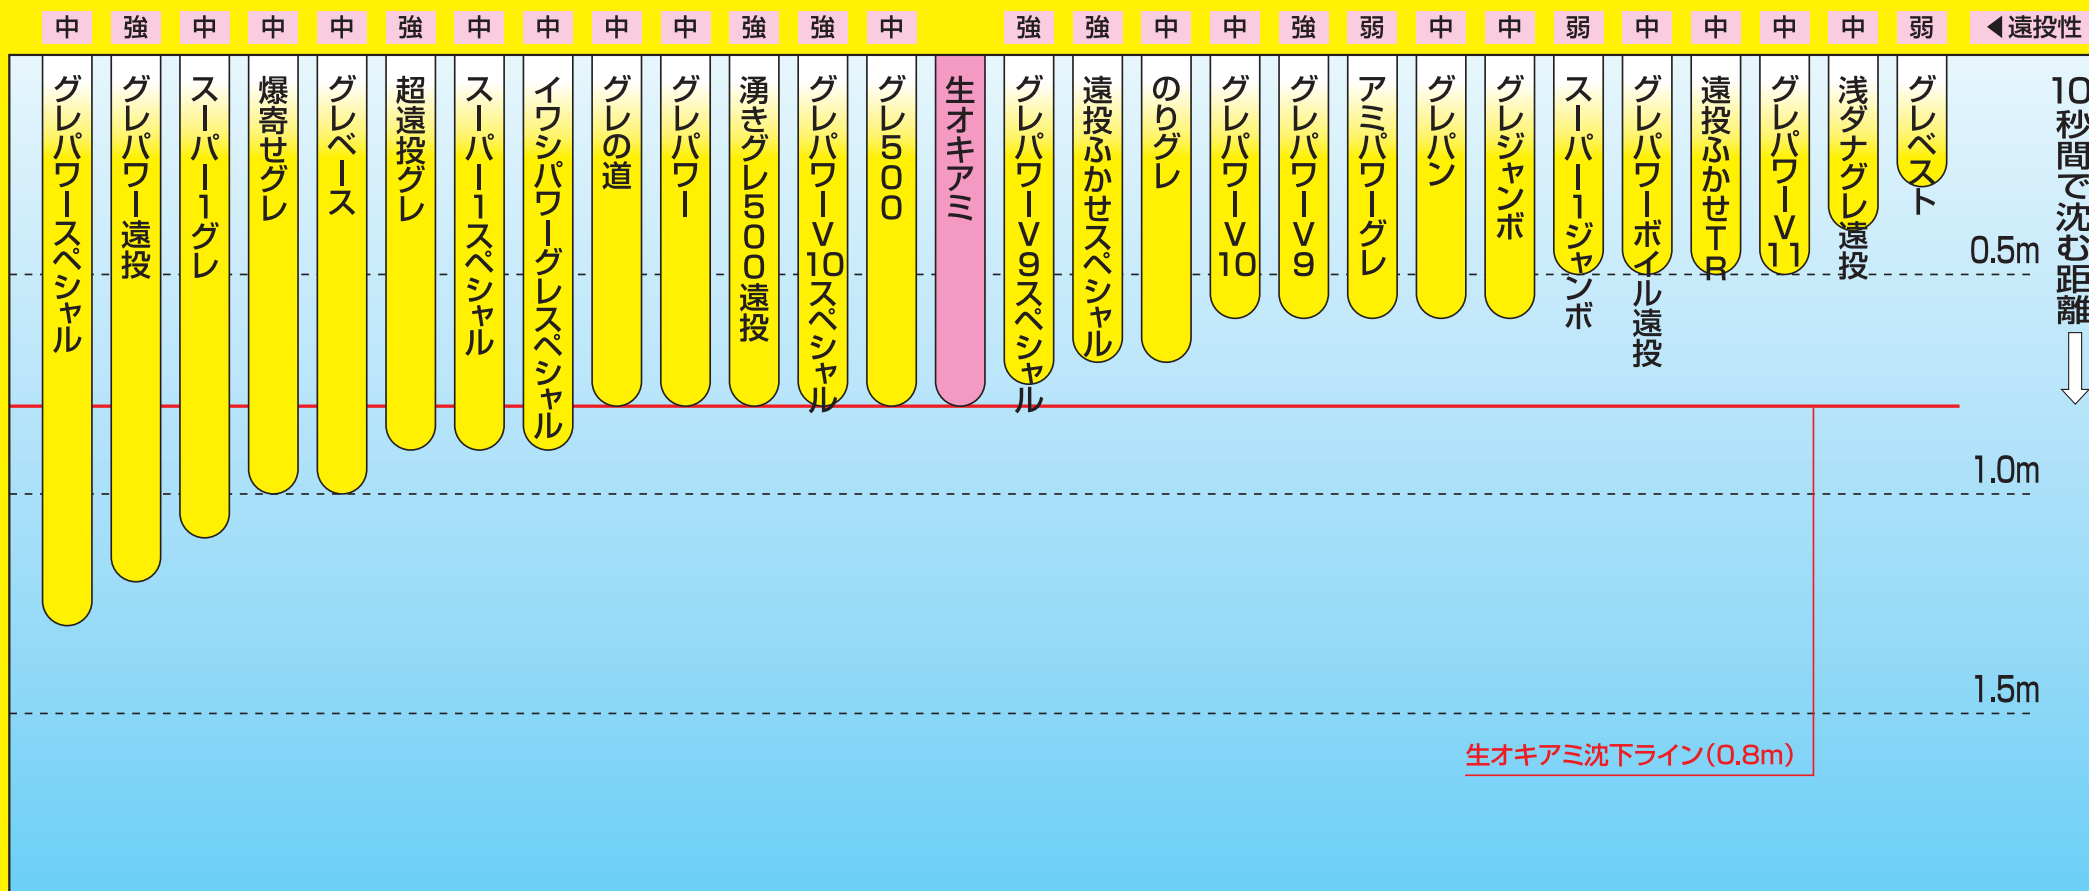 中 強 中 中 中 強 中 中 中 中 強 強 中 強 強 中 中 強 弱 中 中 弱 中 中 中 中 弱 ◀遠投性
グレパワースペシャル
グレパワー遠投
スーパー1グレ
爆寄せグレ
グレベース
超遠投グレ
スーパー1スペシャル
イワシパワーグレスペシャル
グレの道
グレパワー
湧きグレ500遠投
グレパワーV10スペシャル
グレ500
生オキアミ
グレパワーV9スペシャル
遠投ふかせスペシャル
のりグレ
グレパワーV10
グレパワーV9
アミパワーグレ
グレパン
グレジャンボ
スーパー1ジャンボ
グレパワーボイル遠投
遠投ふかせTR
グレパワーV11
浅ダナグレ遠投
グレベスト
10秒間で沈む距離
0.5m
1.0m
1.5m
生オキアミ沈下ライン(0.8m)